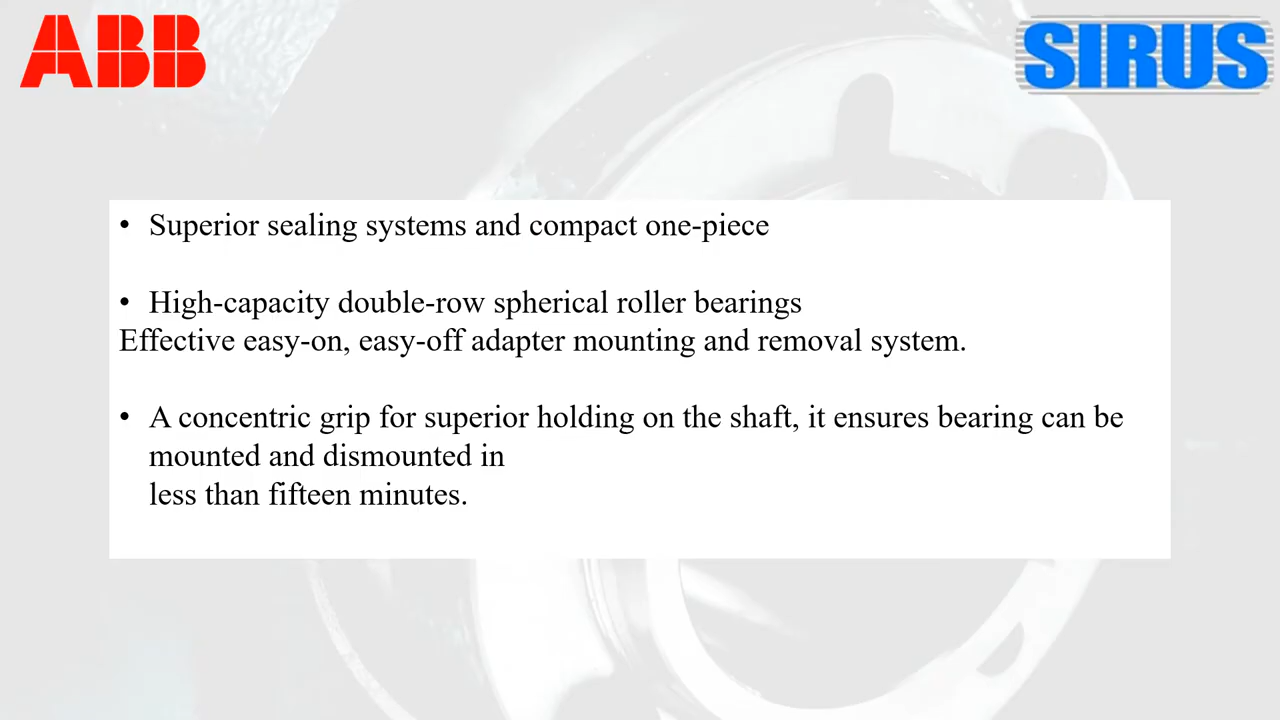 ABB
SIRUS
• Superior sealing systems and compact one-piece
• High-capacity double-row spherical roller bearings
Effective easy-on, easy-off adapter mounting and removal system.
• A concentric grip for superior holding on the shaft, it ensures bearing can be
mounted and dismounted in
less than fifteen minutes.